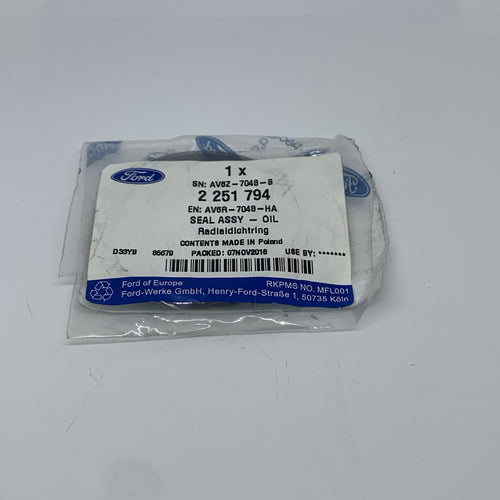 1 x
Ford
SN: AV6Z-7048-B
2 251 794
EN: AV6R-7048-HA
SEAL ASSY - OIL
Radialdichtring
CONTENTS MADE IN Poland
D33YB 85679 PACKED: 07NOV2018 USE BY: *******
Ford of Europe RKPMS NO. MFL001
Ford-Werke GmbH, Henry-Ford-Straße 1, 50735 Köln